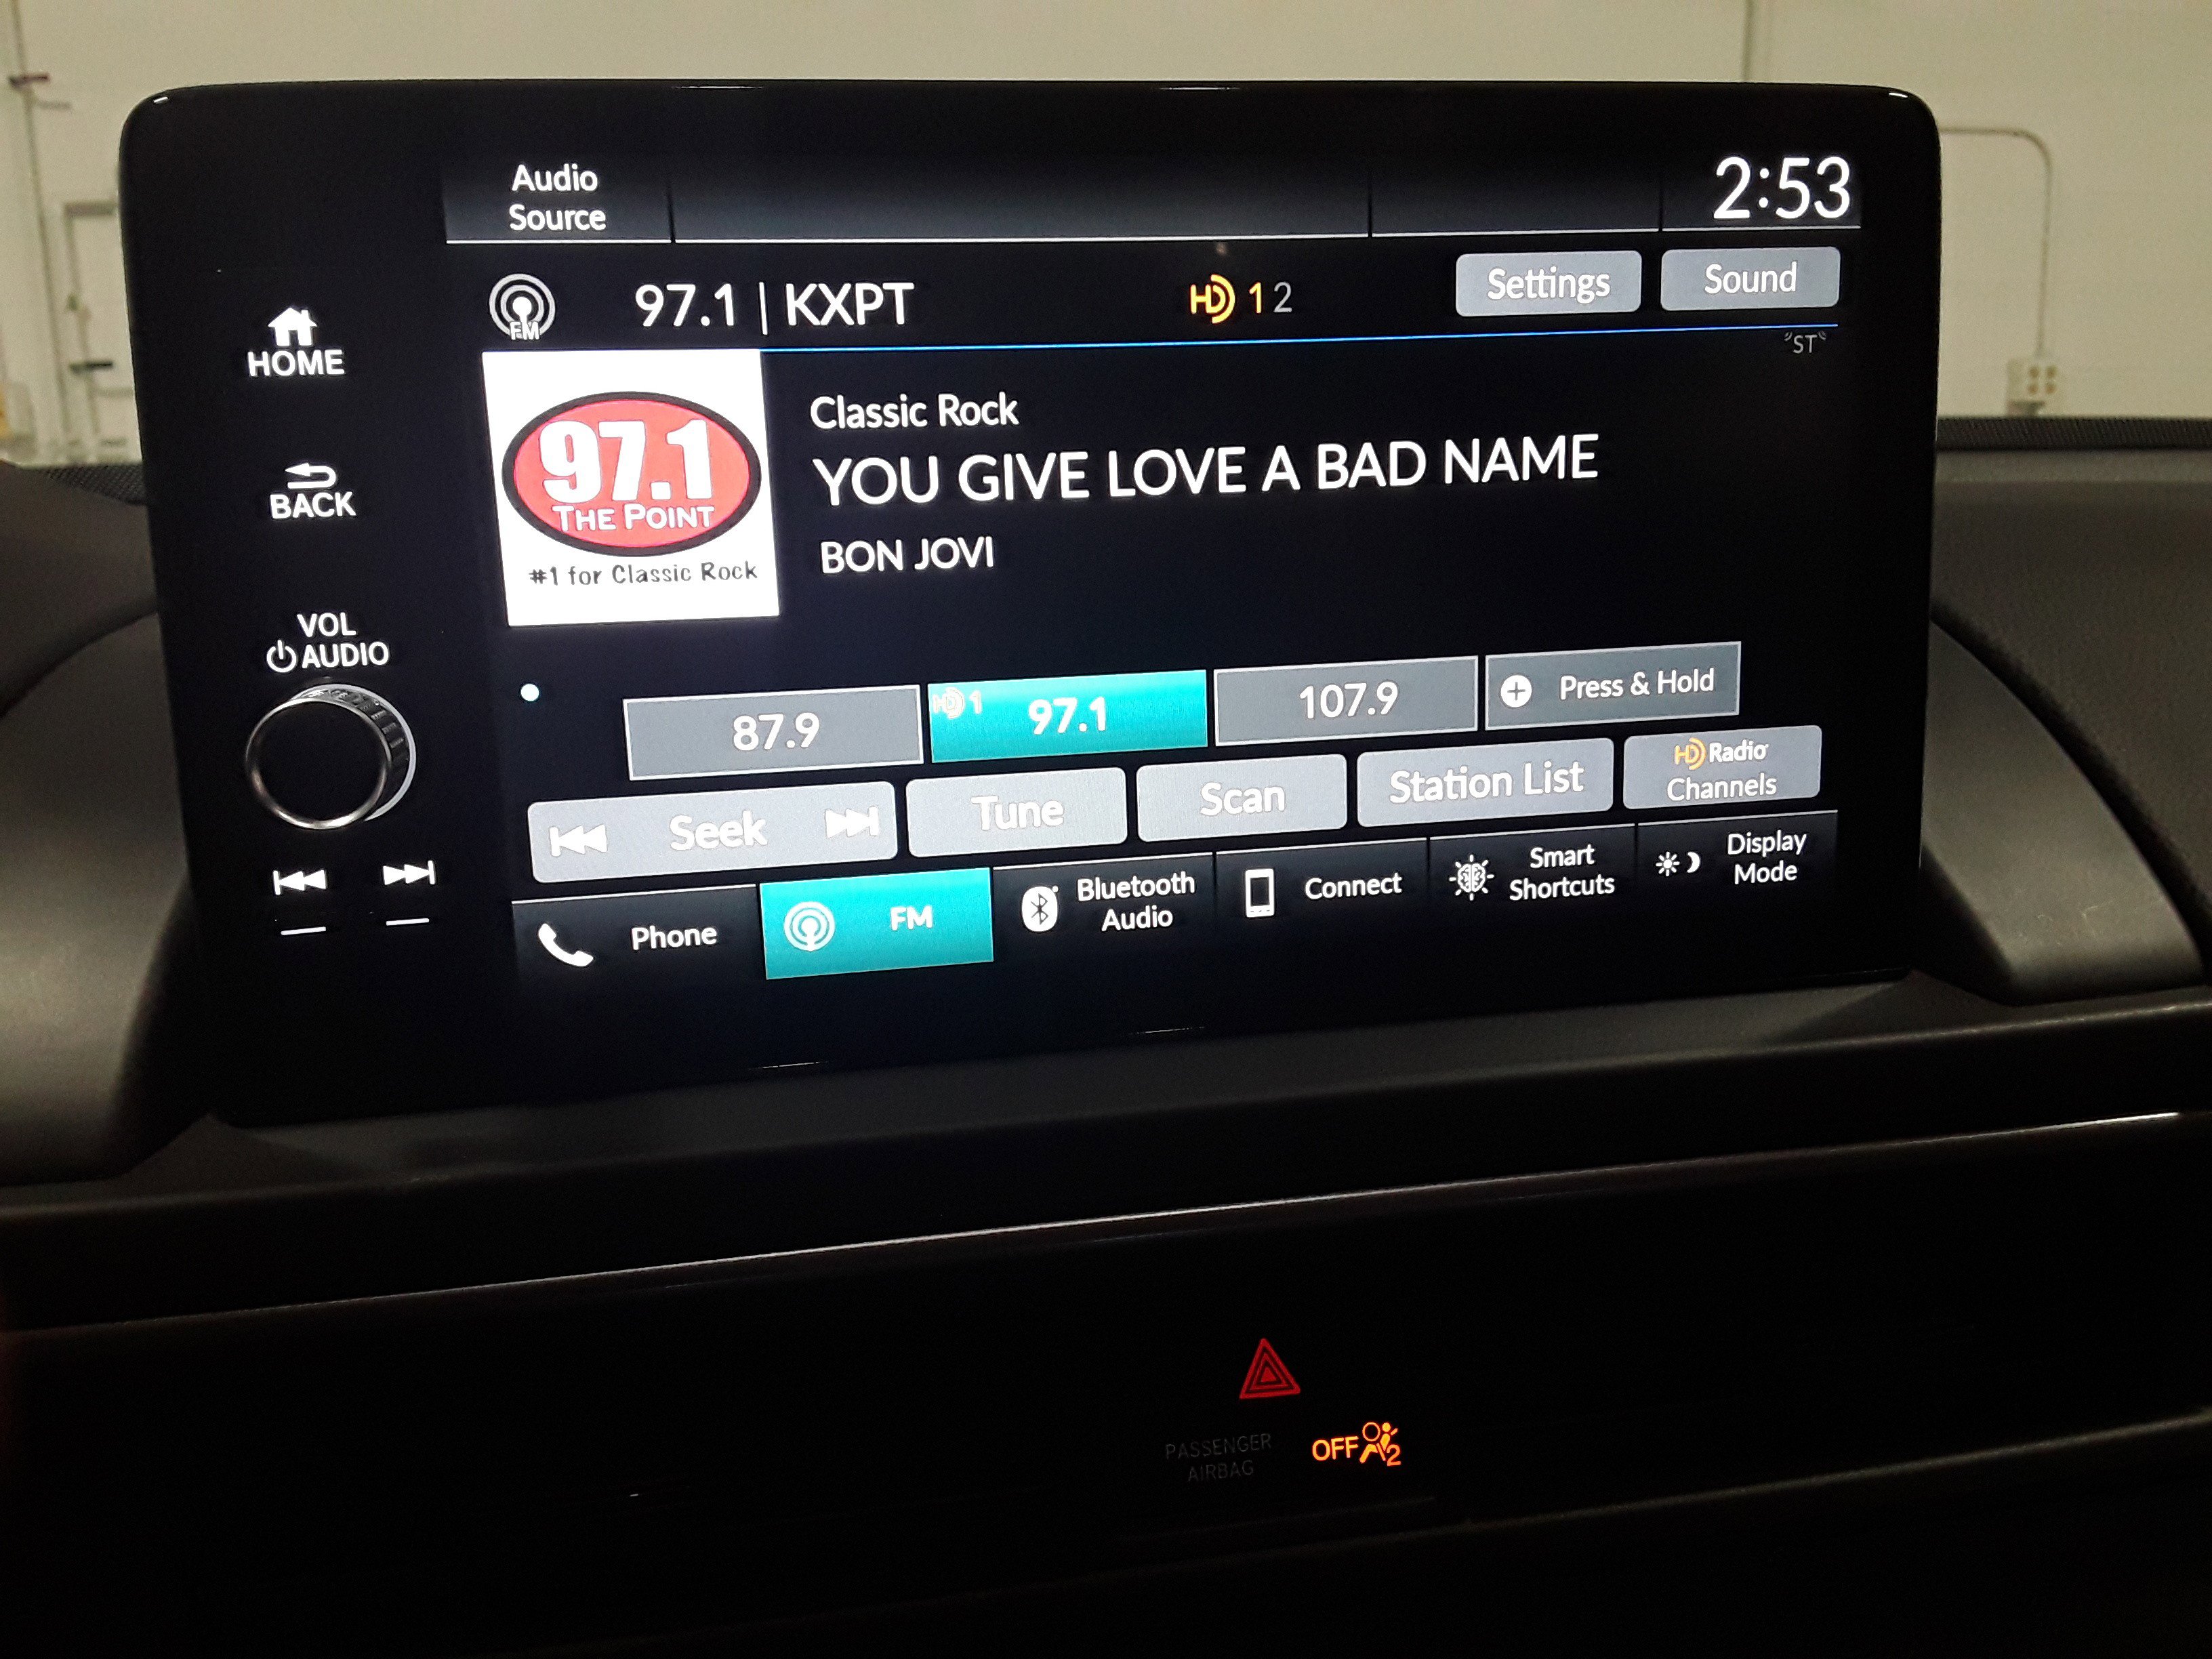 Audio
Source
2:53
FM
97.1 | KXPT
HD 1 2
Settings
Sound
ST
HOME
BACK
VOL
AUDIO
97.1
THE POINT
#1 for Classic Rock
Classic Rock
YOU GIVE LOVE A BAD NAME
BON JOVI
87.9
HD 1
97.1
107.9
+ Press & Hold
Seek
Tune
Scan
Station List
HD Radio
Channels
Phone
FM
Bluetooth
Audio
Connect
Smart
Shortcuts
Display
Mode
PASSENGER
AIRBAG
OFF 2